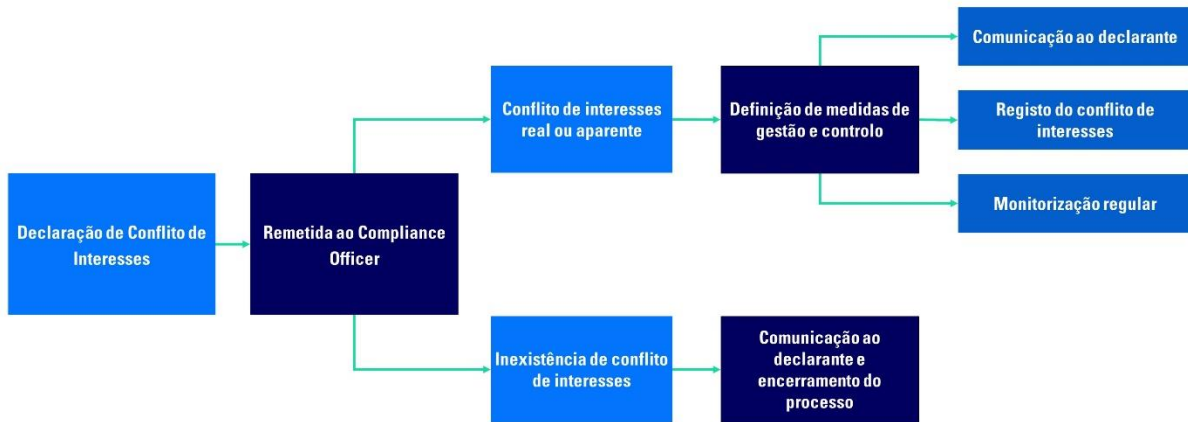 Declaração de Conflito de
Interesses
Remetida ao Compliance
Officer
Conflito de interesses
real ou aparente
Definição de medidas de
gestão e controlo
Comunicação ao declarante
Registo do conflito de
interesses
Monitorização regular
Inexistência de conflito
de interesses
Comunicação ao
declarante e
encerramento do
processo